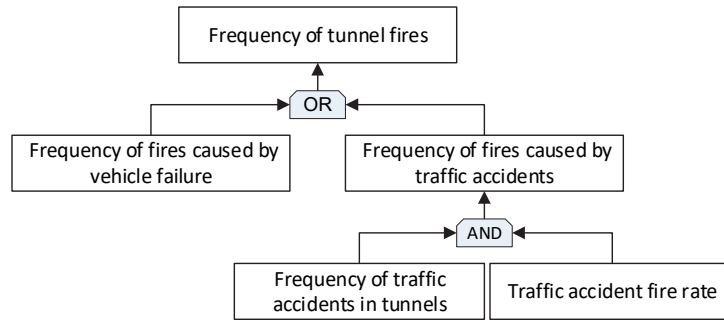 Frequency of tunnel fires
OR
Frequency of fires caused by
vehicle failure
Frequency of fires caused by
traffic accidents
AND
Frequency of traffic
accidents in tunnels
Traffic accident fire rate